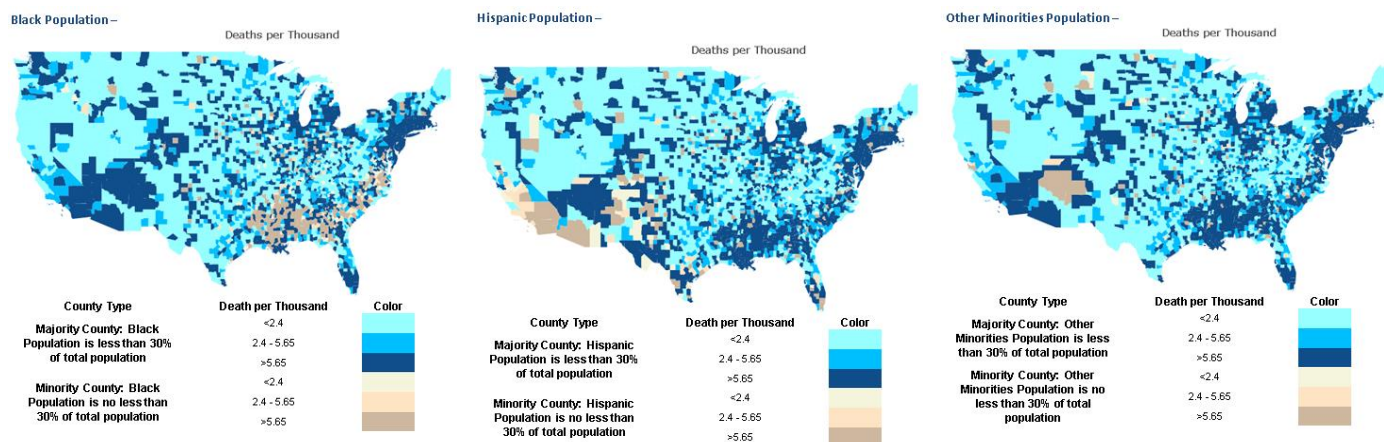 Black Population –
Deaths per Thousand
County Type
Death per Thousand
Color
Majority County: Black
Population is less than 30%
of total population
<2.4
2.4 - 5.65
>5.65
Minority County: Black
Population is no less than
30% of total population
<2.4
2.4 - 5.65
>5.65
Hispanic Population –
Deaths per Thousand
County Type
Death per Thousand
Color
Majority County: Hispanic
Population is less than 30%
of total population
<2.4
2.4 - 5.65
>5.65
Minority County: Hispanic
Population is no less than
30% of total population
<2.4
2.4 - 5.65
>5.65
Other Minorities Population –
Deaths per Thousand
County Type
Death per Thousand
Color
Majority County: Other
Minorities Population is less
than 30% of total population
<2.4
2.4 - 5.65
>5.65
Minority County: Other
Minorities Population is no
less than 30% of total
population
<2.4
2.4 - 5.65
>5.65